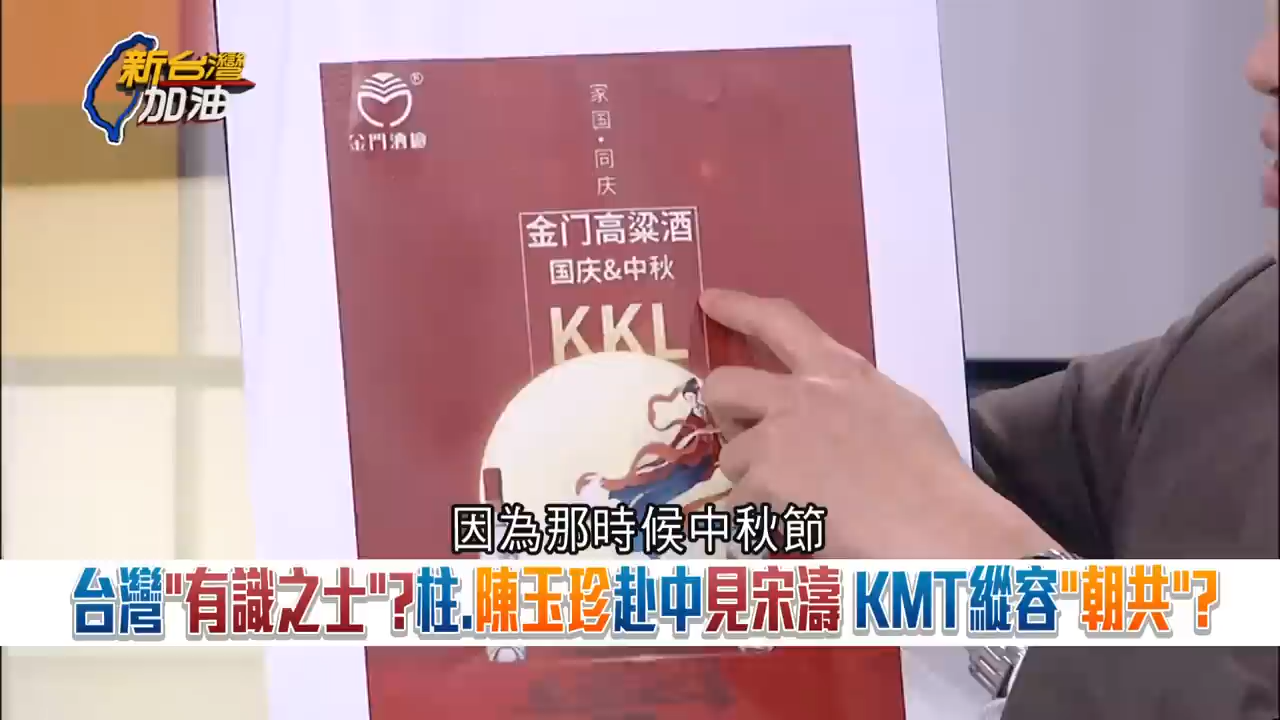 新台灣
加油
金門酒廠
家国·同庆
金门高粱酒
国庆&中秋
KKL
因為那時候中秋節
台灣"有識之士"?柱.陳玉珍赴中見宋濤 KMT縱容"朝共"?